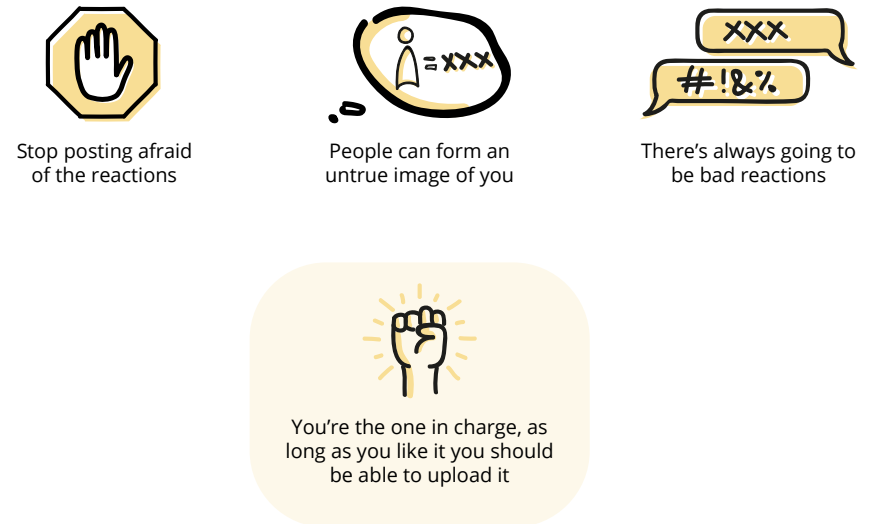 = XXX
XXX
#!&%
Stop posting afraid
of the reactions
People can form an
untrue image of you
There’s always going to
be bad reactions
You’re the one in charge, as
long as you like it you should
be able to upload it